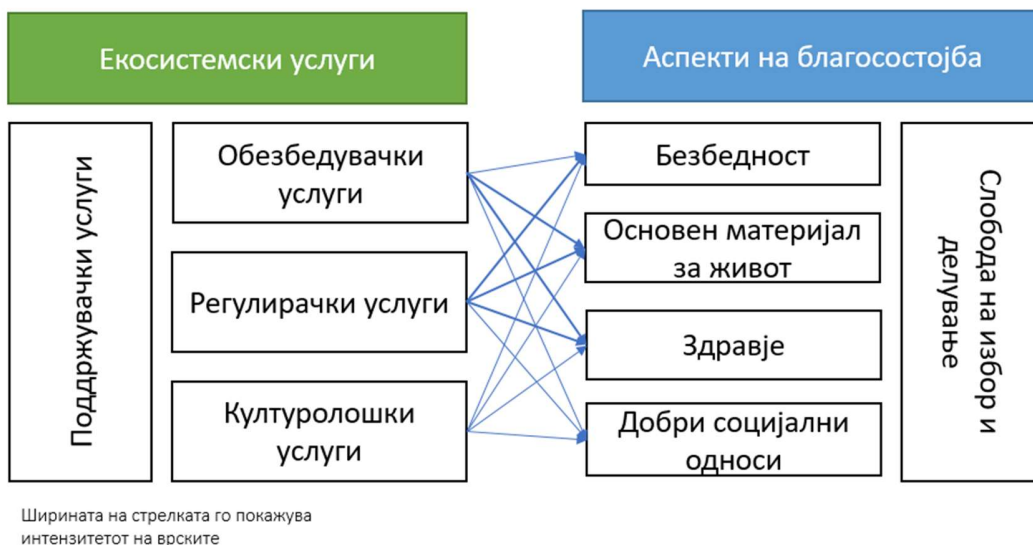 Екосистемски услуги
Аспекти на благосостојба
Поддржувачки услуги
Обезбедувачки
услуги
Регулирачки услуги
Културолошки
услуги
Безбедност
Основен материјал
за живот
Здравје
Добри социјални
односи
Слобода на избор и
делување
Ширината на стрелката го покажува
интензитетот на врските